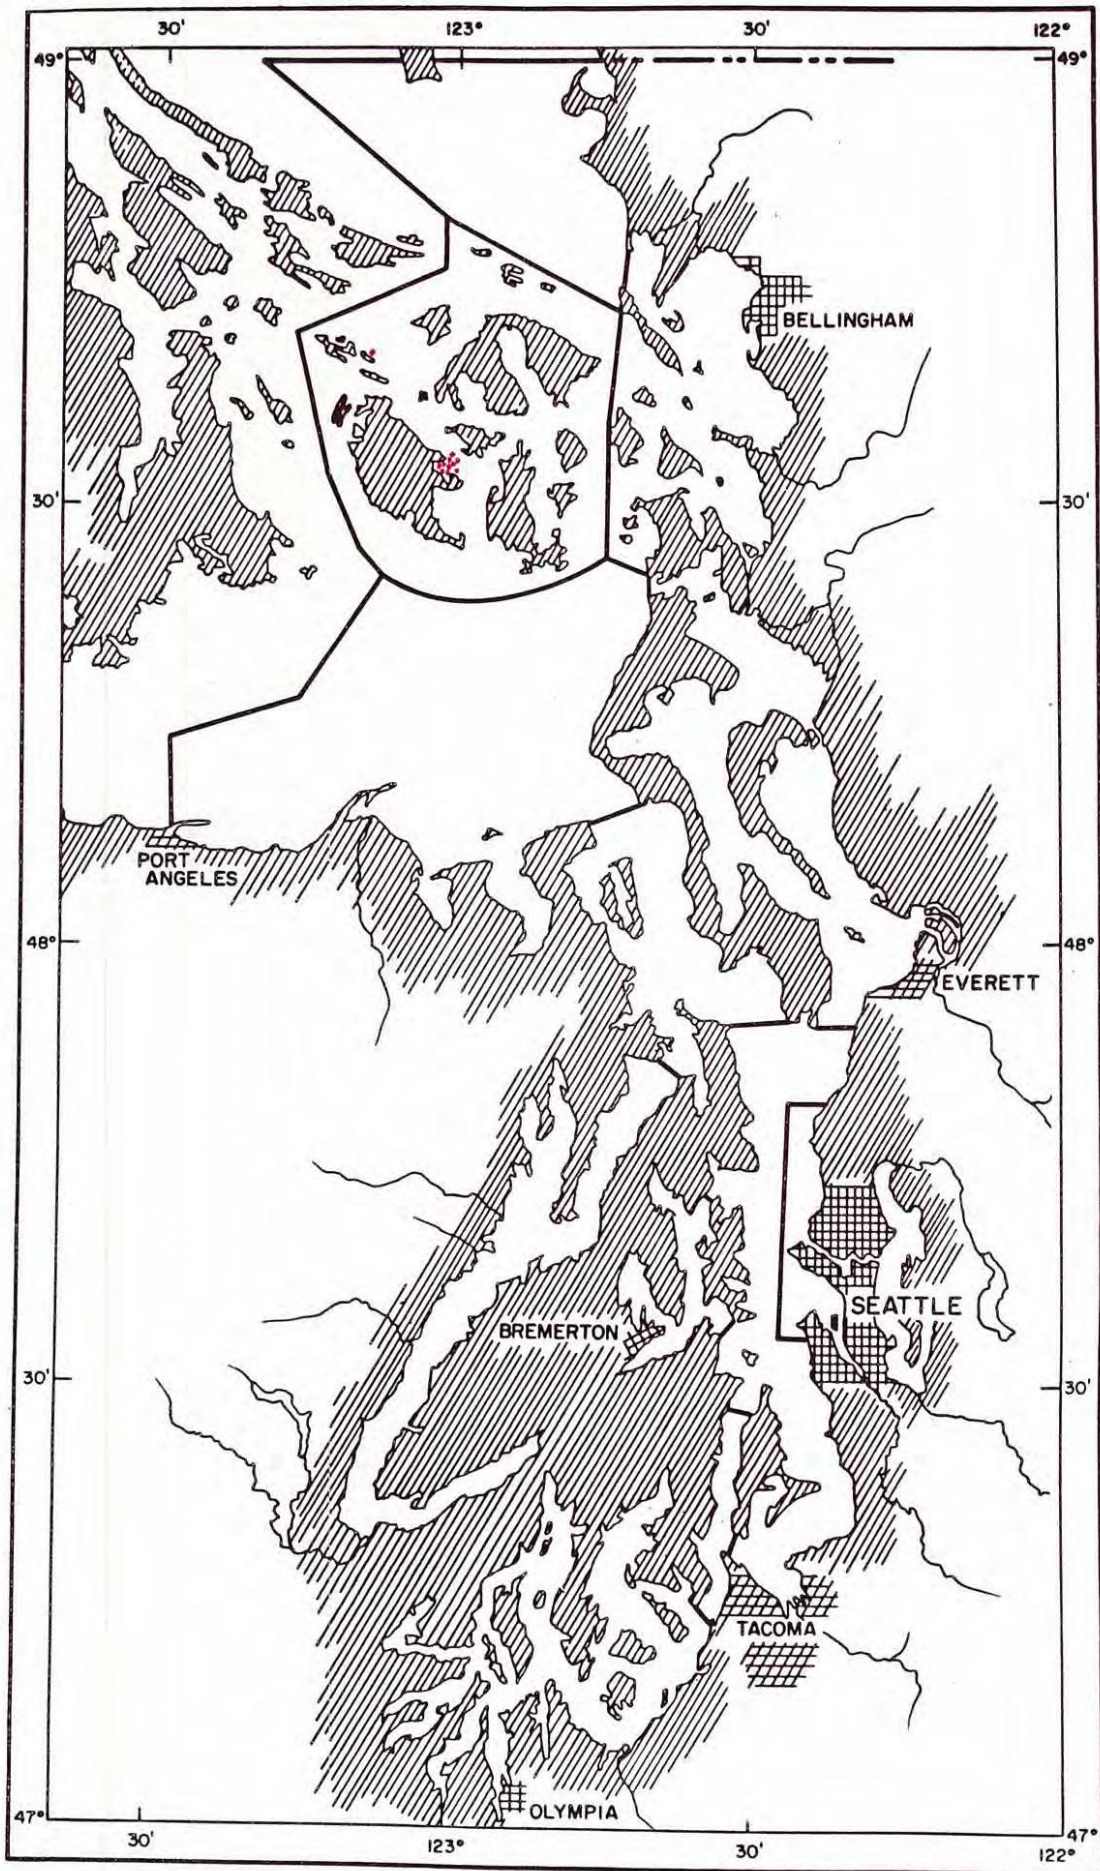 30'
123°
30'
122°
49°
49°
BELLINGHAM
30'
30'
PORT
ANGELES
48°
48°
EVERETT
SEATTLE
BREMERTON
30'
30'
TACOMA
OLYMPIA
47°
47°
30'
123°
30'
122°